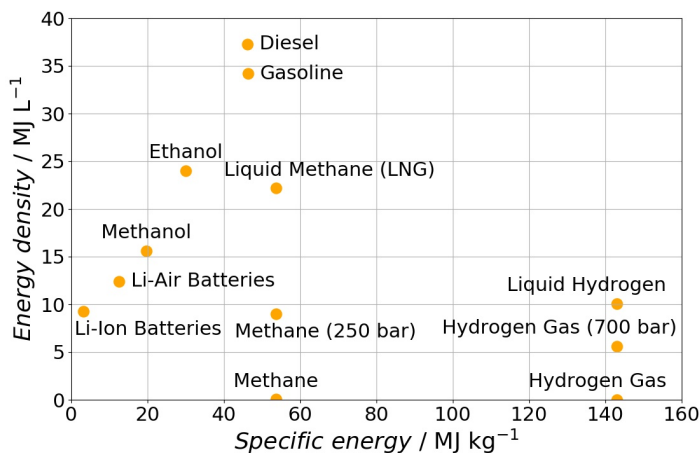 40
35
30
25
20
15
10
5
0
Energy density / MJ L⁻¹
Diesel
Gasoline
Ethanol
Liquid Methane (LNG)
Methanol
Li-Air Batteries
Liquid Hydrogen
Li-Ion Batteries
Methane (250 bar)
Hydrogen Gas (700 bar)
Methane
Hydrogen Gas
0 20 40 60 80 100 120 140 160
Specific energy / MJ kg⁻¹